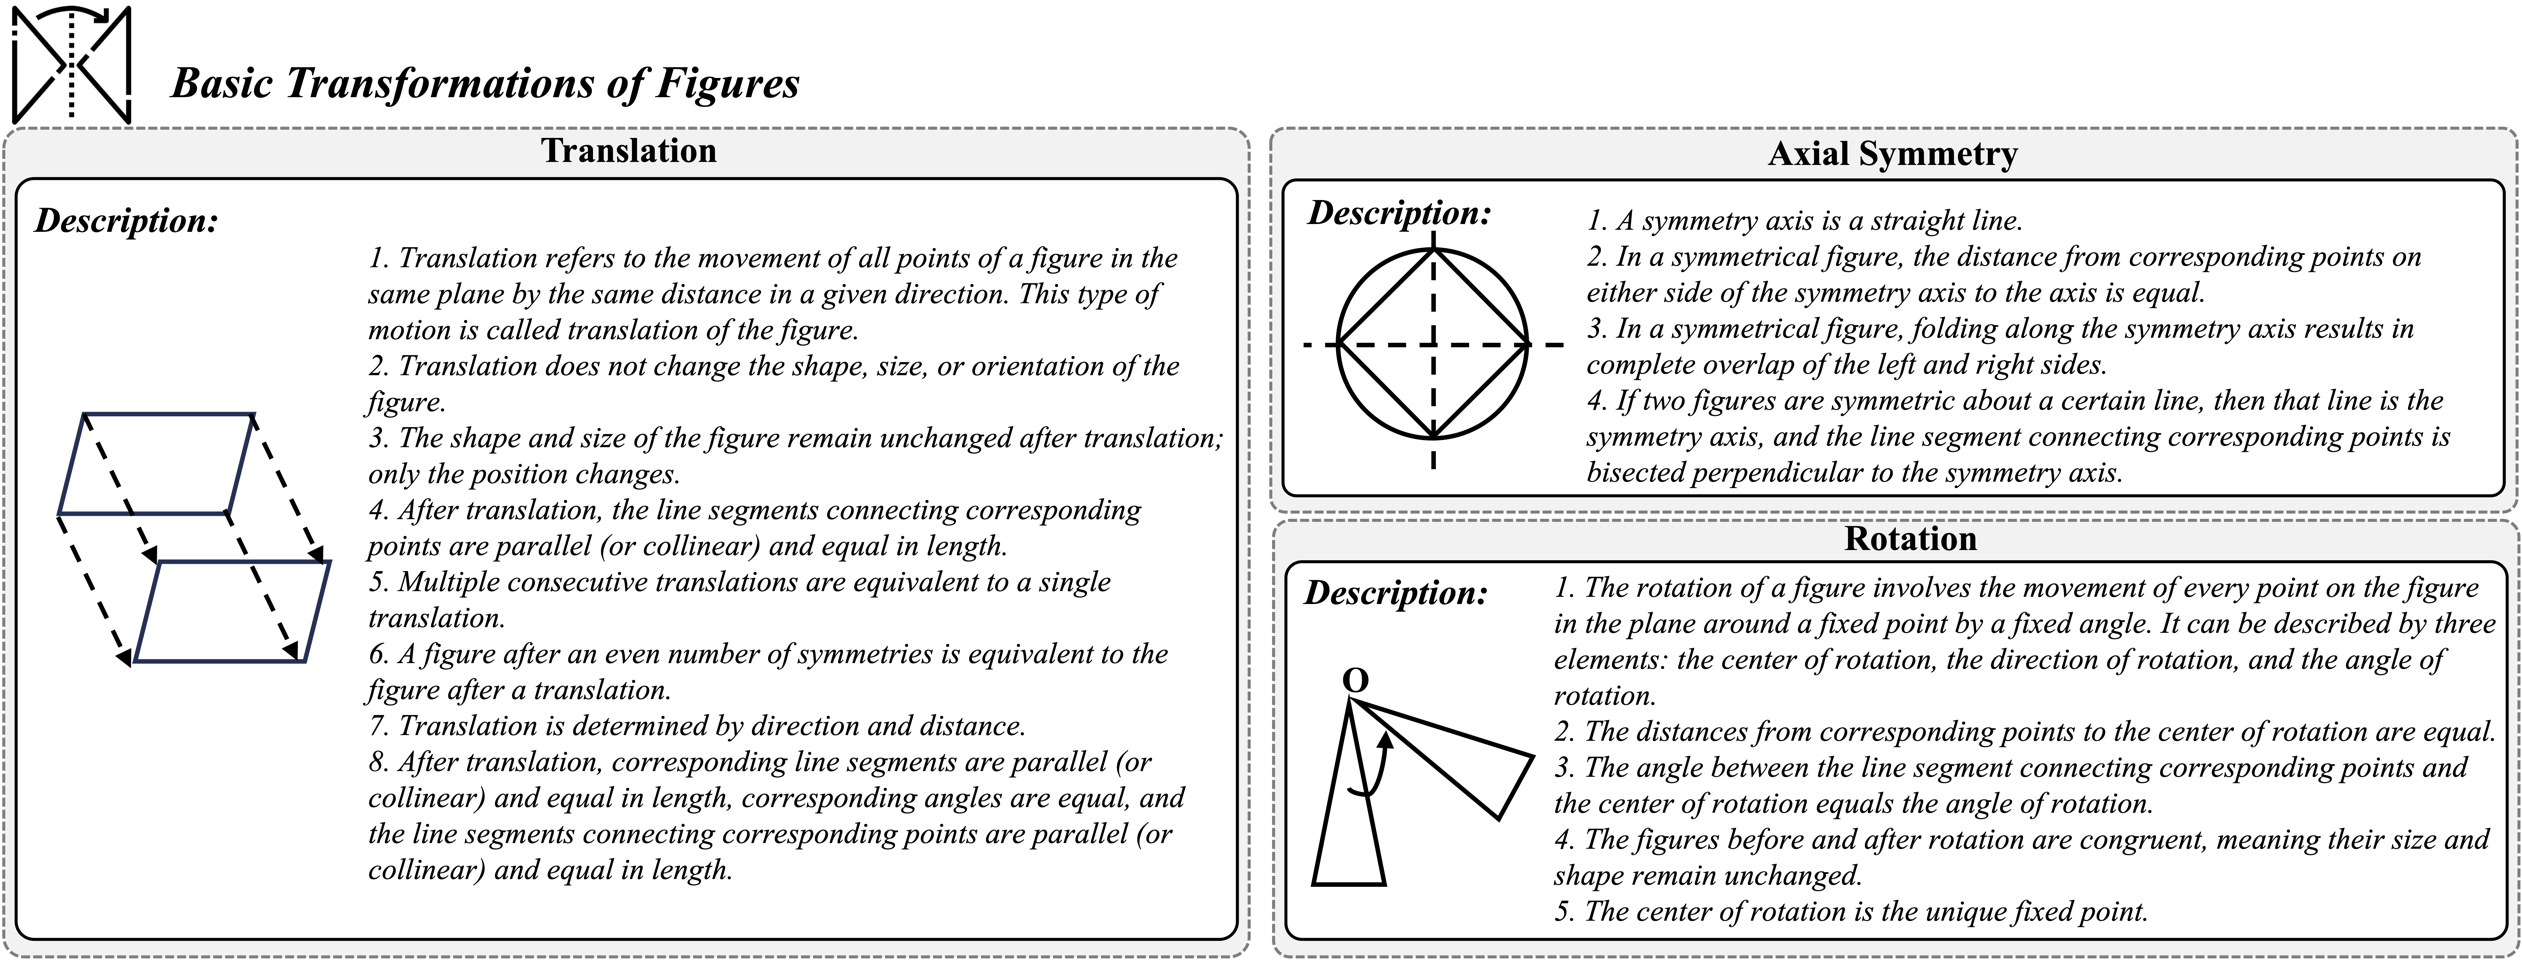 Basic Transformations of Figures
Translation
Description:
1. Translation refers to the movement of all points of a figure in the
same plane by the same distance in a given direction. This type of
motion is called translation of the figure.
2. Translation does not change the shape, size, or orientation of the
figure.
3. The shape and size of the figure remain unchanged after translation;
only the position changes.
4. After translation, the line segments connecting corresponding
points are parallel (or collinear) and equal in length.
5. Multiple consecutive translations are equivalent to a single
translation.
6. A figure after an even number of symmetries is equivalent to the
figure after a translation.
7. Translation is determined by direction and distance.
8. After translation, corresponding line segments are parallel (or
collinear) and equal in length, corresponding angles are equal, and
the line segments connecting corresponding points are parallel (or
collinear) and equal in length.
Axial Symmetry
Description:
1. A symmetry axis is a straight line.
2. In a symmetrical figure, the distance from corresponding points on
either side of the symmetry axis to the axis is equal.
3. In a symmetrical figure, folding along the symmetry axis results in
complete overlap of the left and right sides.
4. If two figures are symmetric about a certain line, then that line is the
symmetry axis, and the line segment connecting corresponding points is
bisected perpendicular to the symmetry axis.
Rotation
Description:
O
1. The rotation of a figure involves the movement of every point on the figure
in the plane around a fixed point by a fixed angle. It can be described by three
elements: the center of rotation, the direction of rotation, and the angle of
rotation.
2. The distances from corresponding points to the center of rotation are equal.
3. The angle between the line segment connecting corresponding points and
the center of rotation equals the angle of rotation.
4. The figures before and after rotation are congruent, meaning their size and
shape remain unchanged.
5. The center of rotation is the unique fixed point.